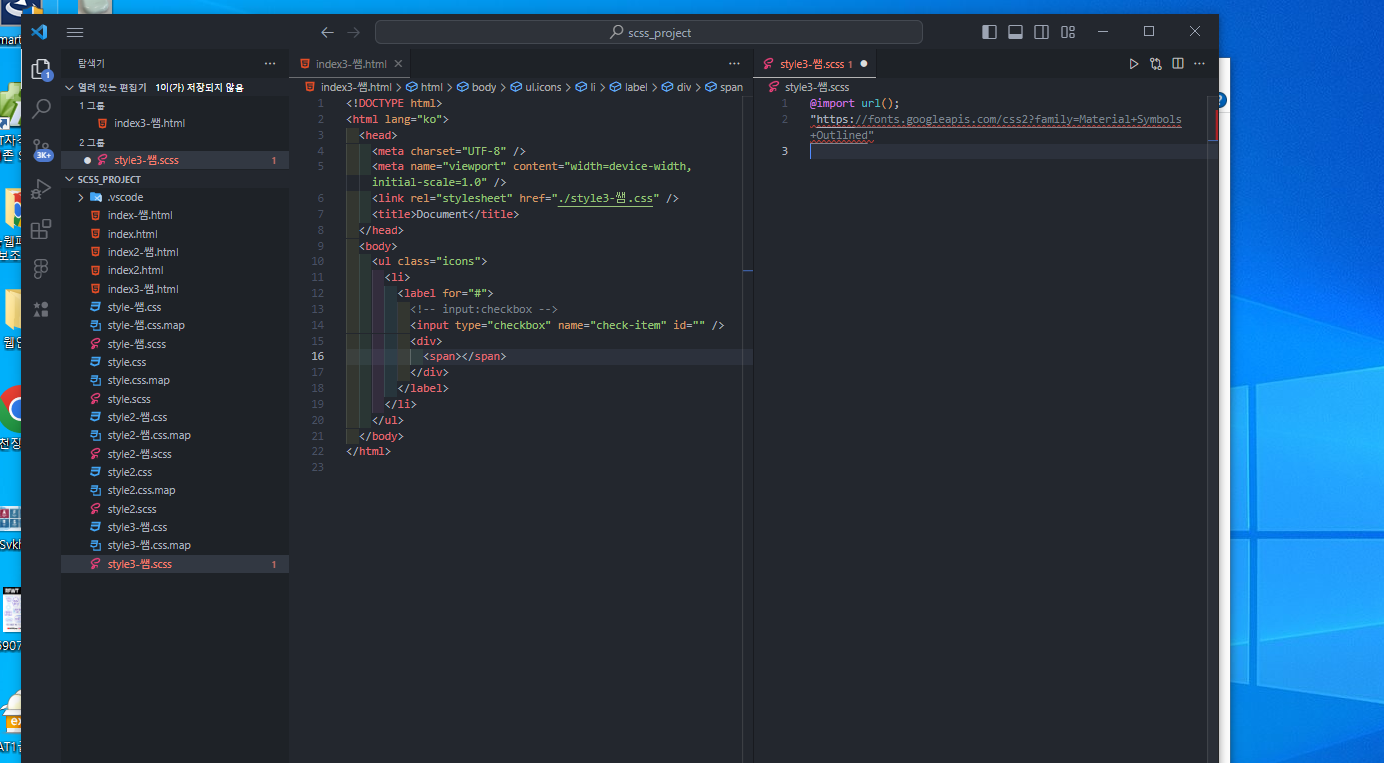 scss_project
탐색기
열려 있는 편집기 1이(가) 저장되지 않음
1 그룹
index3-쌤.html
2 그룹
style3-쌤.scss 1
SCSS_PROJECT
.vscode
index-쌤.html
index.html
index2-쌤.html
index2.html
index3-쌤.html
style-쌤.css
style-쌤.css.map
style-쌤.scss
style.css
style.css.map
style.scss
style2-쌤.css
style2-쌤.css.map
style2-쌤.scss
style2.css
style2.css.map
style2.scss
style3-쌤.css
style3-쌤.css.map
style3-쌤.scss 1
1
3K+
index3-쌤.html
index3-쌤.html > html > body > ul.icons > li > label > div > span
1 <!DOCTYPE html>
2 <html lang="ko">
3 <head>
4 <meta charset="UTF-8" />
5 <meta name="viewport" content="width=device-width,
initial-scale=1.0" />
6 <link rel="stylesheet" href="./style3-쌤.css" />
7 <title>Document</title>
8 </head>
9 <body>
10 <ul class="icons">
11 <li>
12 <label for="#">
13 <!-- input:checkbox -->
14 <input type="checkbox" name="check-item" id="" />
15 <div>
16 <span></span>
17 </div>
18 </label>
19 </li>
20 </ul>
21 </body>
22 </html>
23
style3-쌤.scss 1
style3-쌤.scss
1 @import url();
2 "https://fonts.googleapis.com/css2?family=Material+Symbols
+Outlined"
3